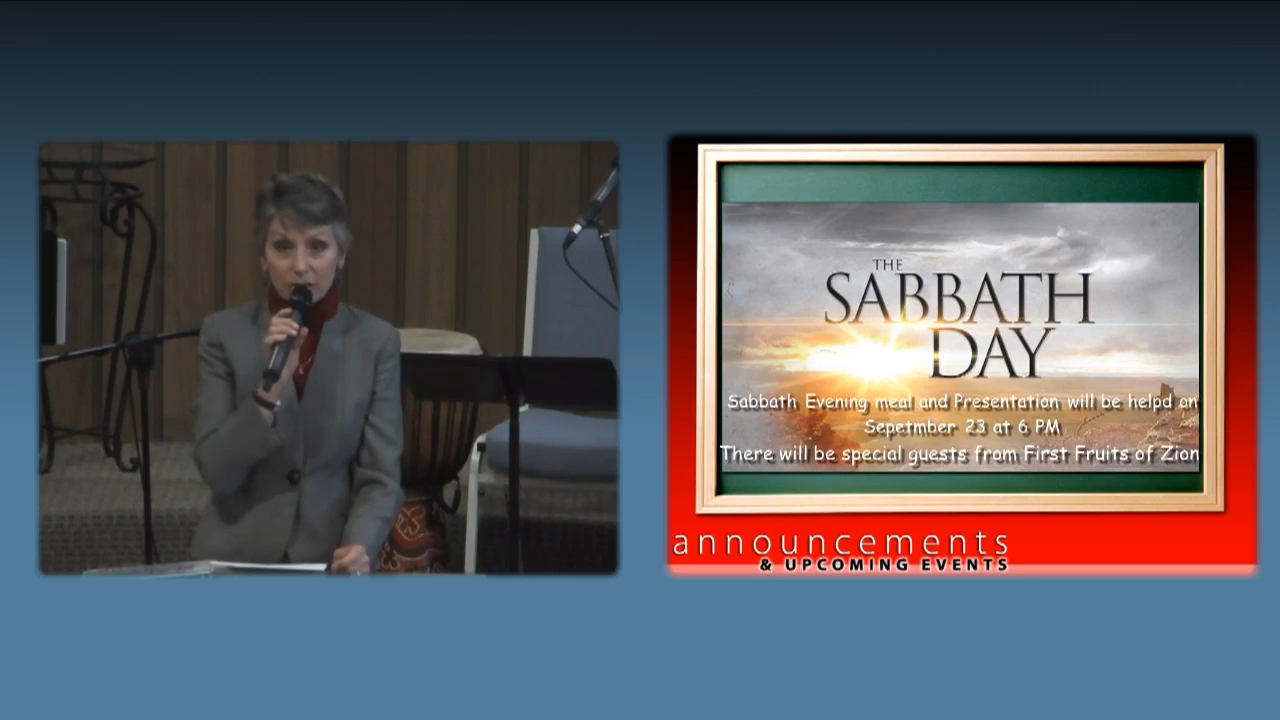 THE
SABBATH
DAY
Sabbath Evening meal and Presentation will be helpd on
Sepetmber 23 at 6 PM
There will be special guests from First Fruits of Zion
announcements
& UPCOMING EVENTS